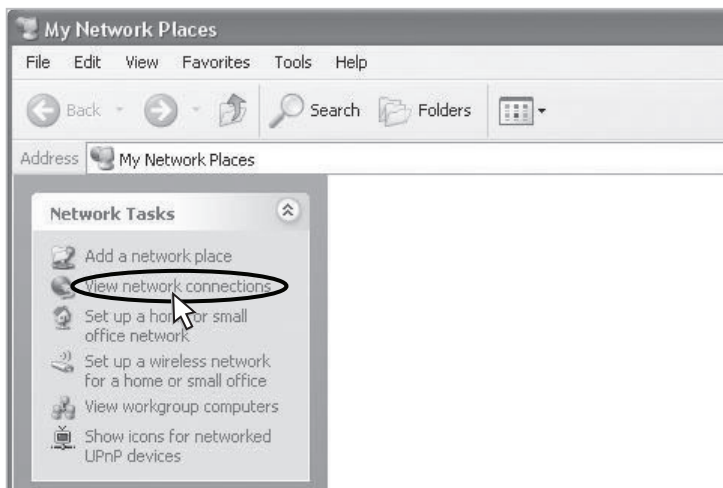 My Network Places
File Edit View Favorites Tools Help
Back Search Folders
Address My Network Places
Network Tasks
Add a network place
View network connections
Set up a home or small
office network
Set up a wireless network
for a home or small office
View workgroup computers
Show icons for networked
UPnP devices